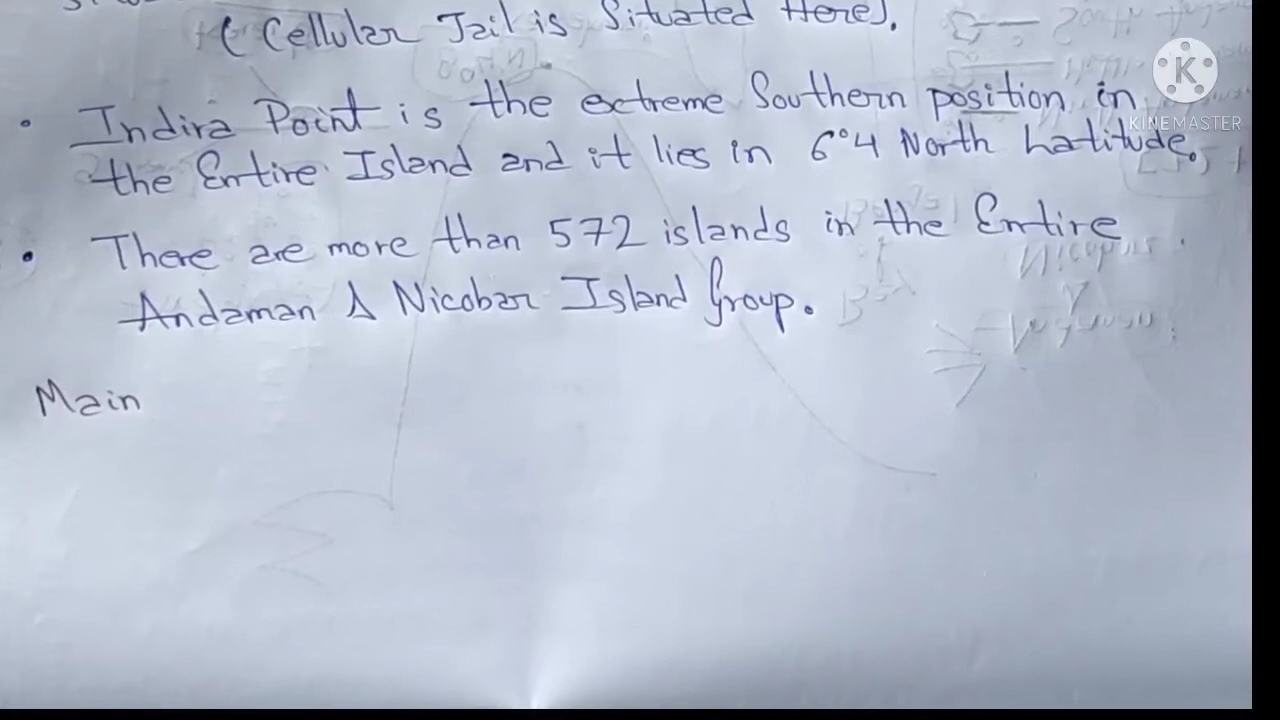 (Cellular Jail is Situated Here).
K
KINEMASTER
• Indira Point is the extreme Southern position in
the Entire Island and it lies in 6°4 North Latitude.
• There are more than 572 islands in the Entire
Andaman & Nicobar Island Group.
Main